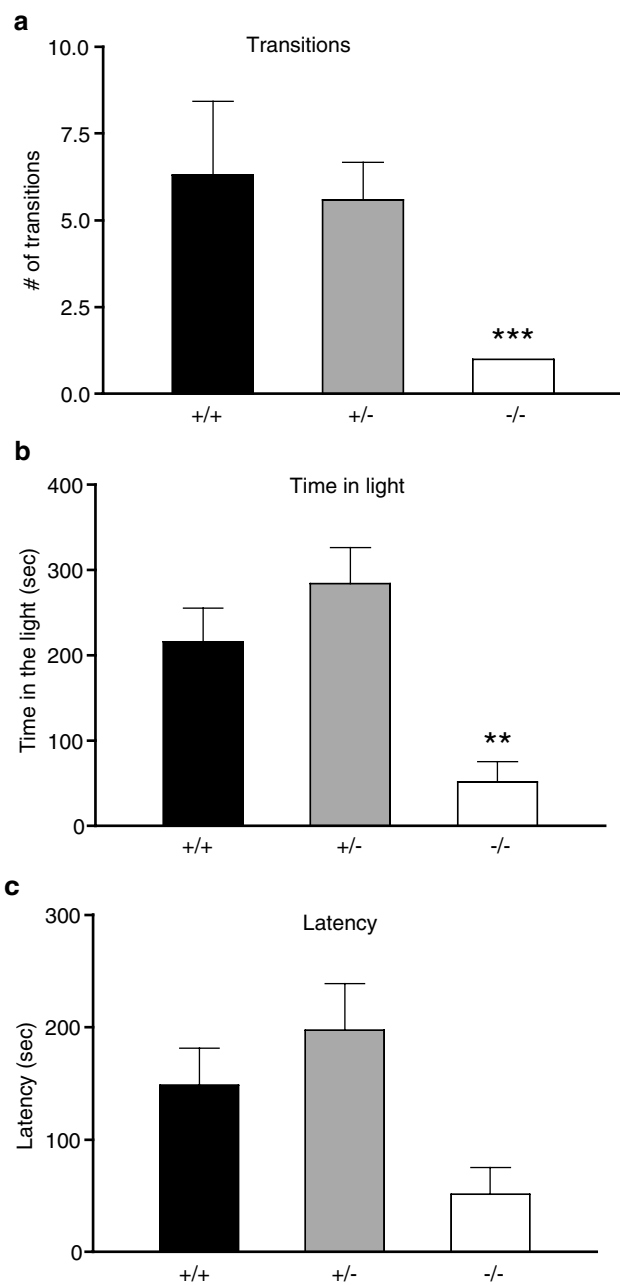 a
Transitions
10.0
7.5
5.0
2.5
0.0
# of transitions
***
+/+ +/- -/-
b
Time in light
400
300
200
100
0
Time in the light (sec)
**
+/+ +/- -/-
c
Latency
300
200
100
0
Latency (sec)
+/+ +/- -/-